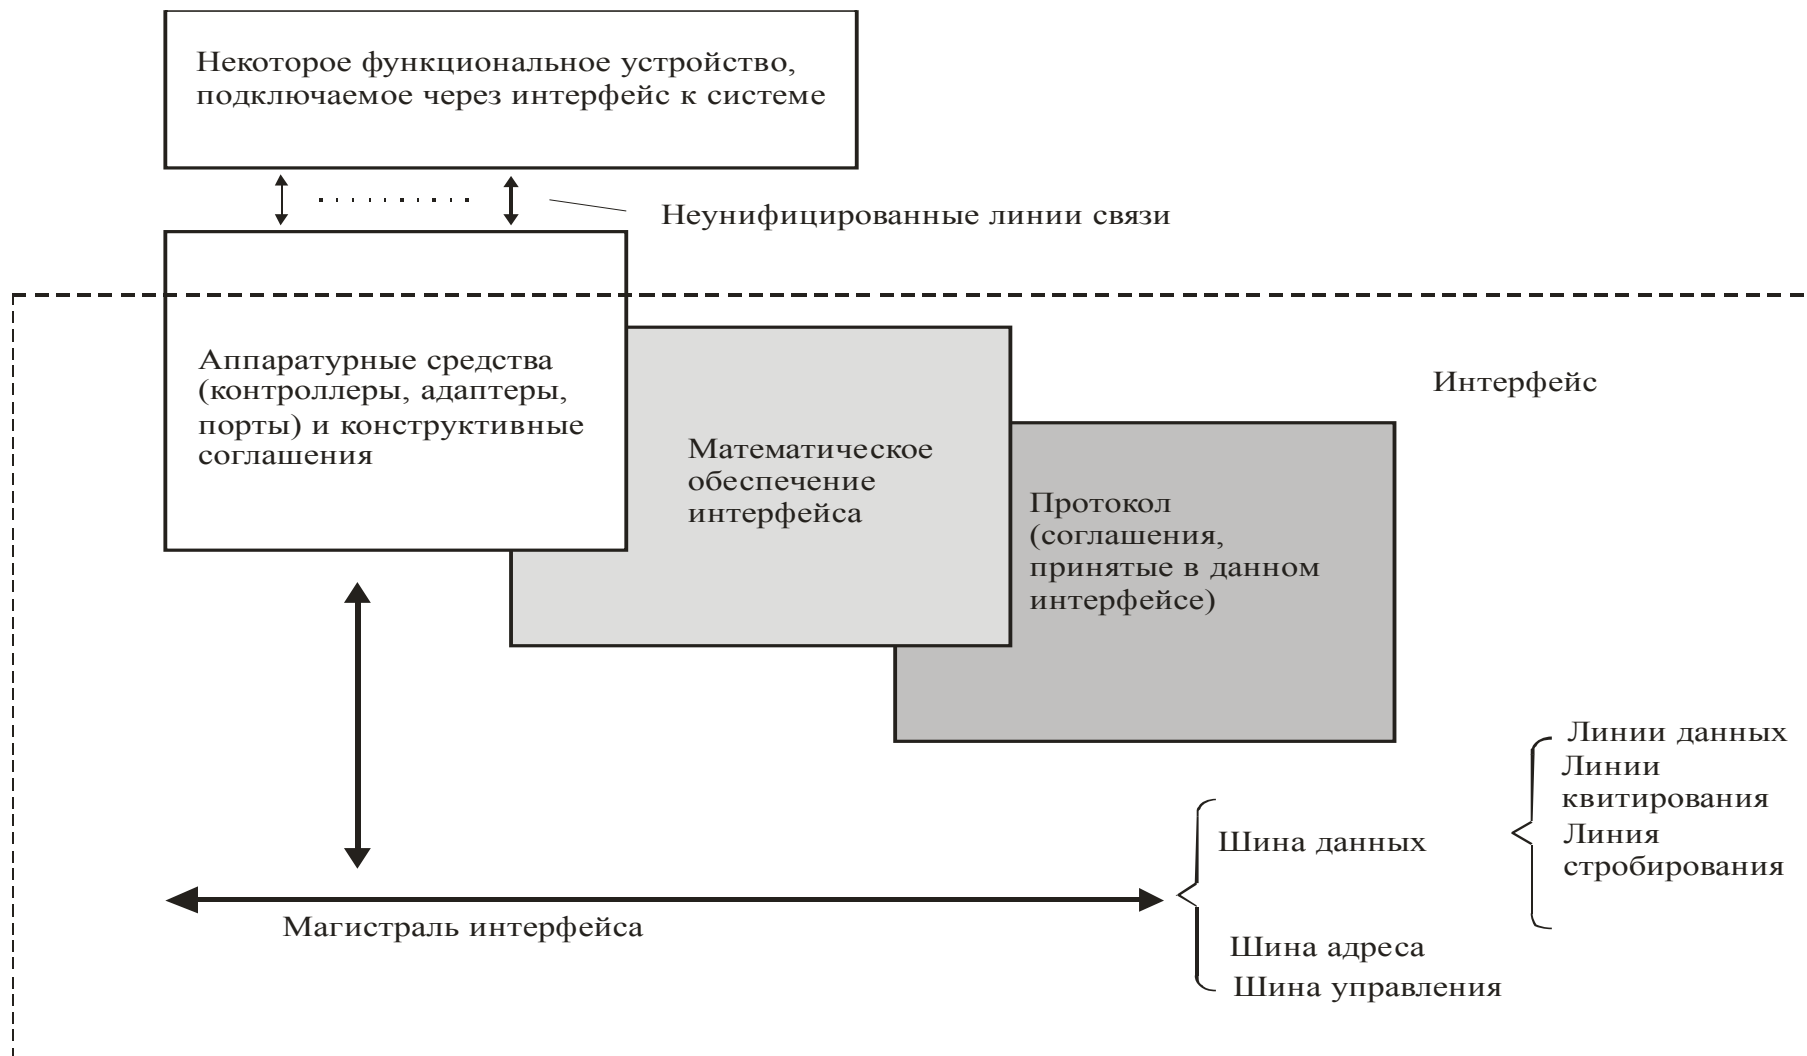 Некоторое функциональное устройство,
подключаемое через интерфейс к системе
Неунифицированные линии связи
Аппаратурные средства
(контроллеры, адаптеры,
порты) и конструктивные
соглашения
Интерфейс
Математическое
обеспечение
интерфейса
Протокол
(соглашения,
принятые в данном
интерфейсе)
Магистраль интерфейса
Шина данных
Шина адреса
Шина управления
Линии данных
Линии
квитирования
Линия
стробирования